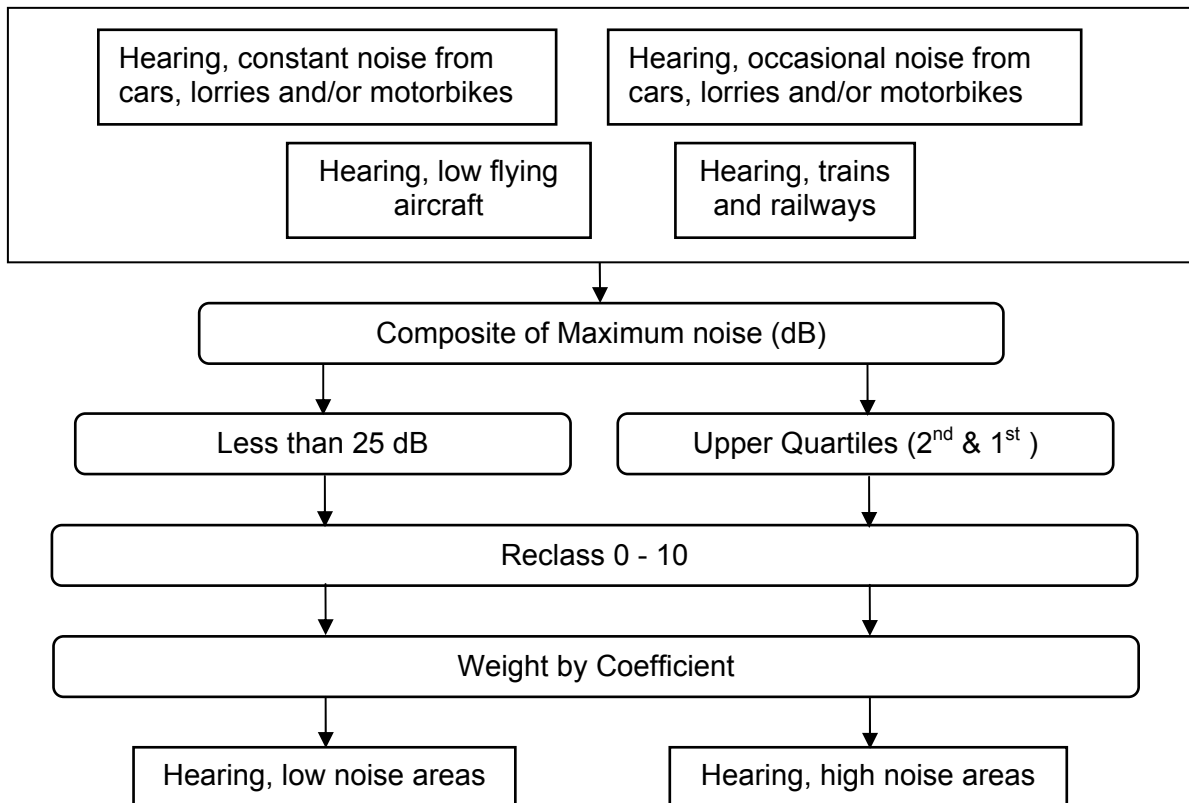 Hearing, constant noise from
cars, lorries and/or motorbikes
Hearing, occasional noise from
cars, lorries and/or motorbikes
Hearing, low flying
aircraft
Hearing, trains
and railways
Composite of Maximum noise (dB)
Less than 25 dB
Upper Quartiles (2nd & 1st )
Reclass 0 - 10
Weight by Coefficient
Hearing, low noise areas
Hearing, high noise areas